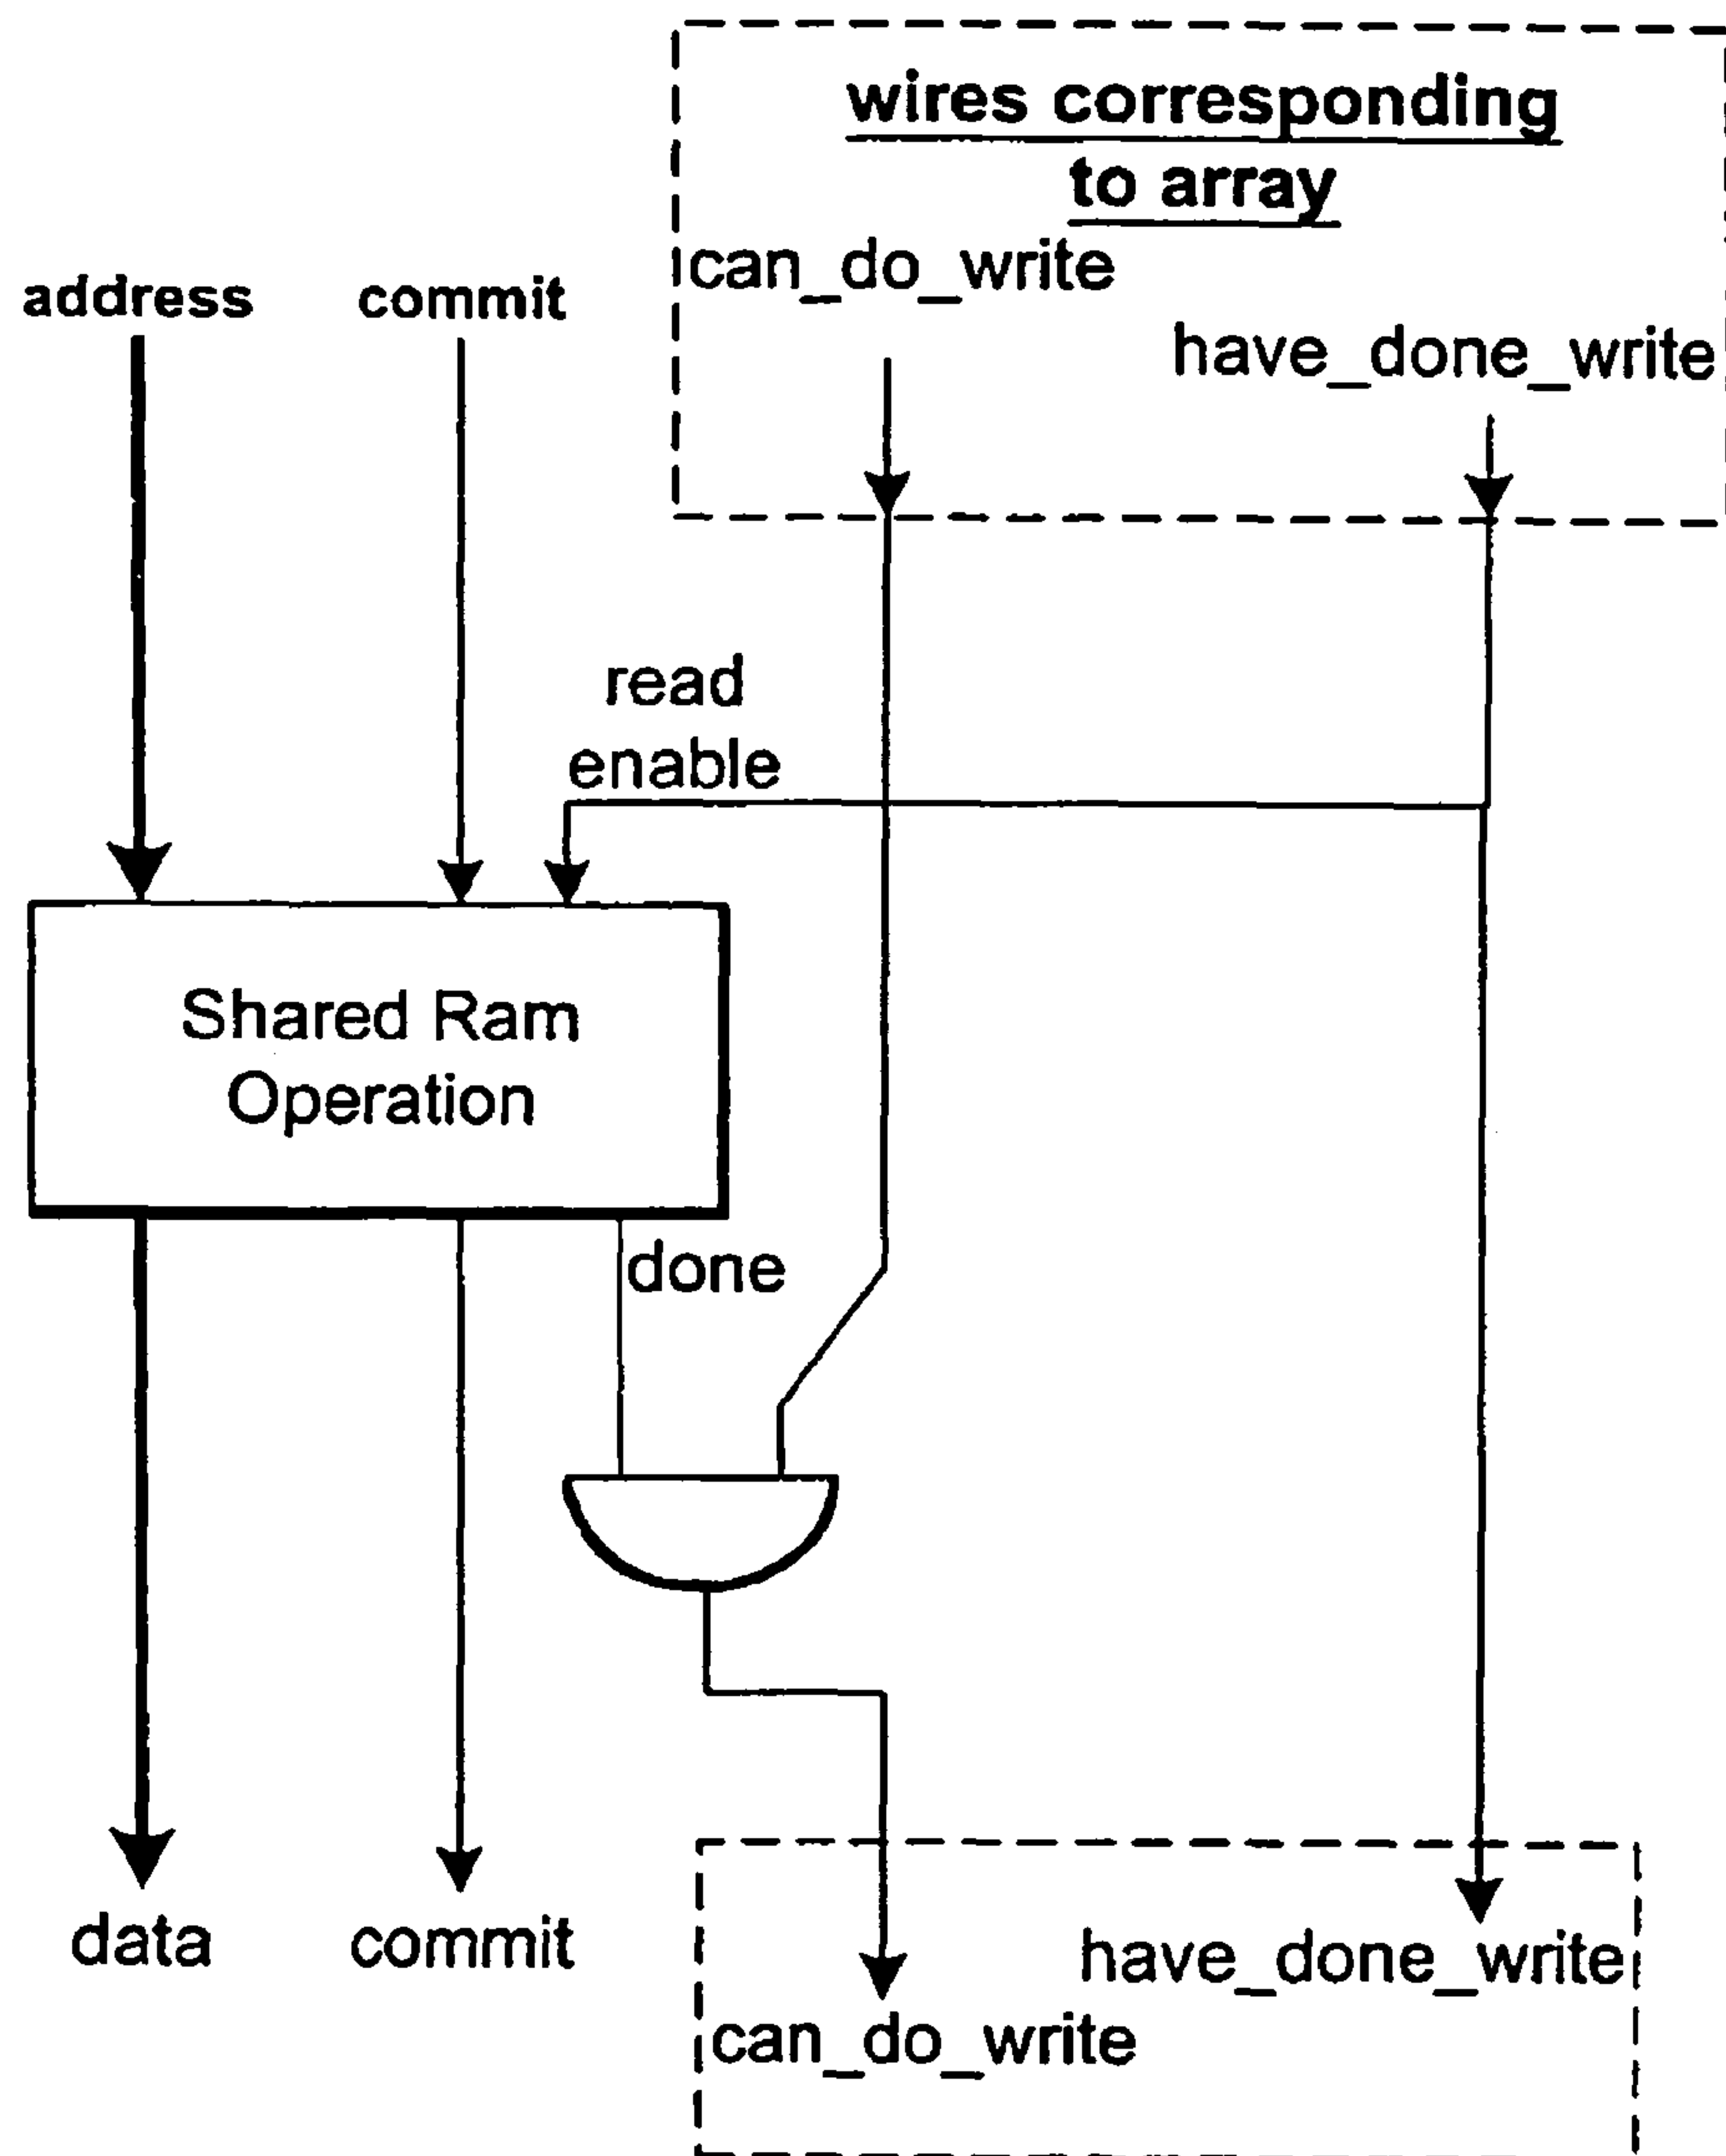 wires corresponding
to array
can_do_write
address
commit
have_done_write
read
enable
Shared Ram
Operation
done
data
commit
have_done_write
can_do_write